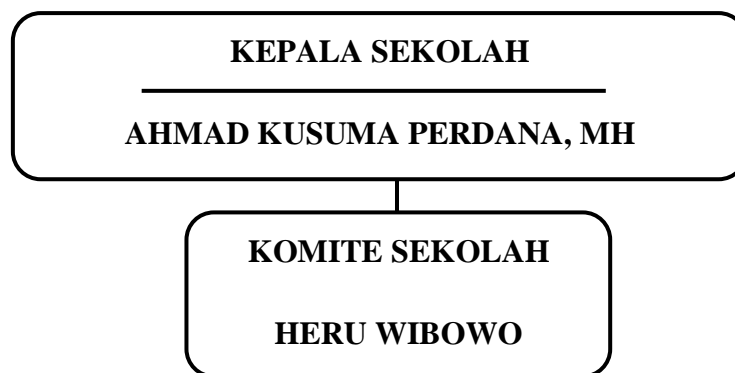 KEPALA SEKOLAH
AHMAD KUSUMA PERDANA, MH
KOMITE SEKOLAH
HERU WIBOWO